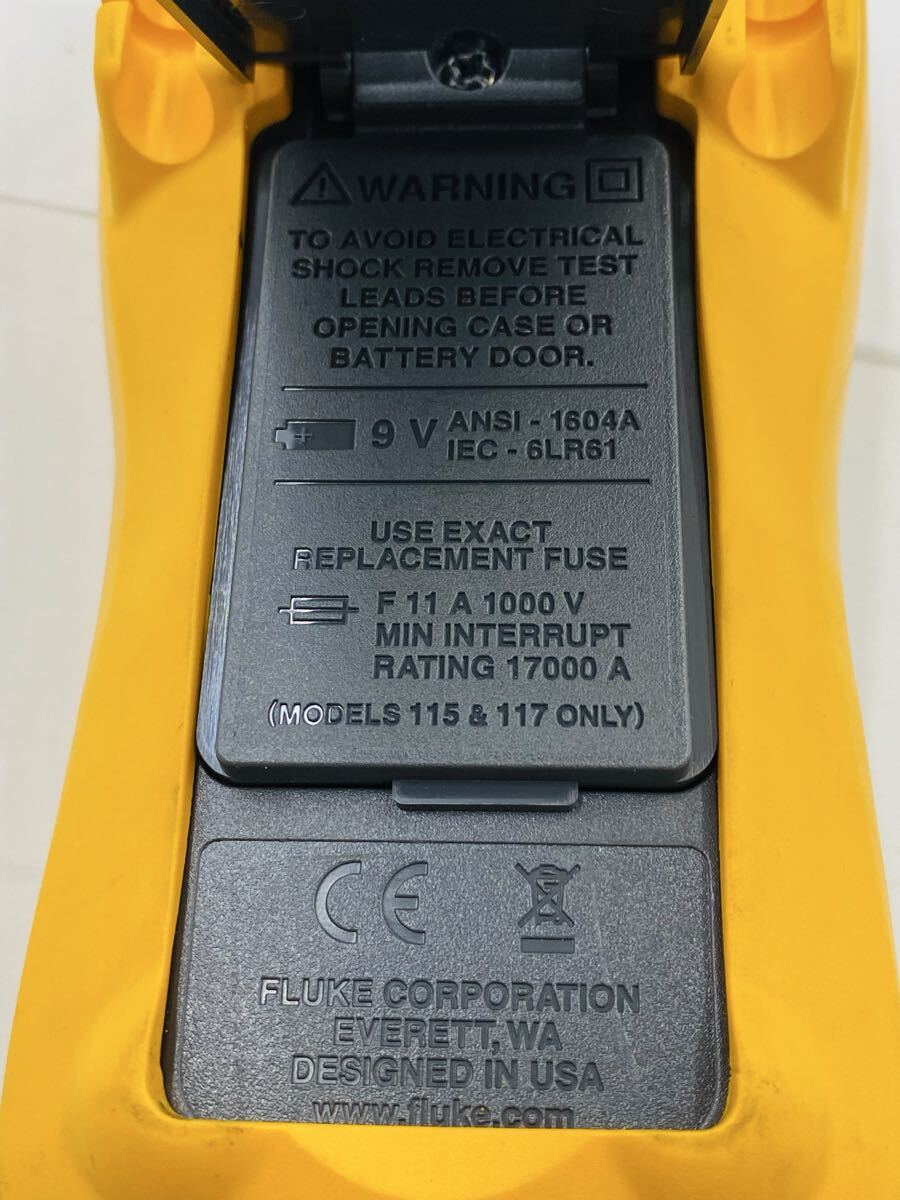 WARNING
TO AVOID ELECTRICAL
SHOCK REMOVE TEST
LEADS BEFORE
OPENING CASE OR
BATTERY DOOR.
+ 9 V ANSI - 1604A
IEC - 6LR61
USE EXACT
REPLACEMENT FUSE
F 11 A 1000 V
MIN INTERRUPT
RATING 17000 A
(MODELS 115 & 117 ONLY)
CE
FLUKE CORPORATION
EVERETT, WA
DESIGNED IN USA
www.fluke.com